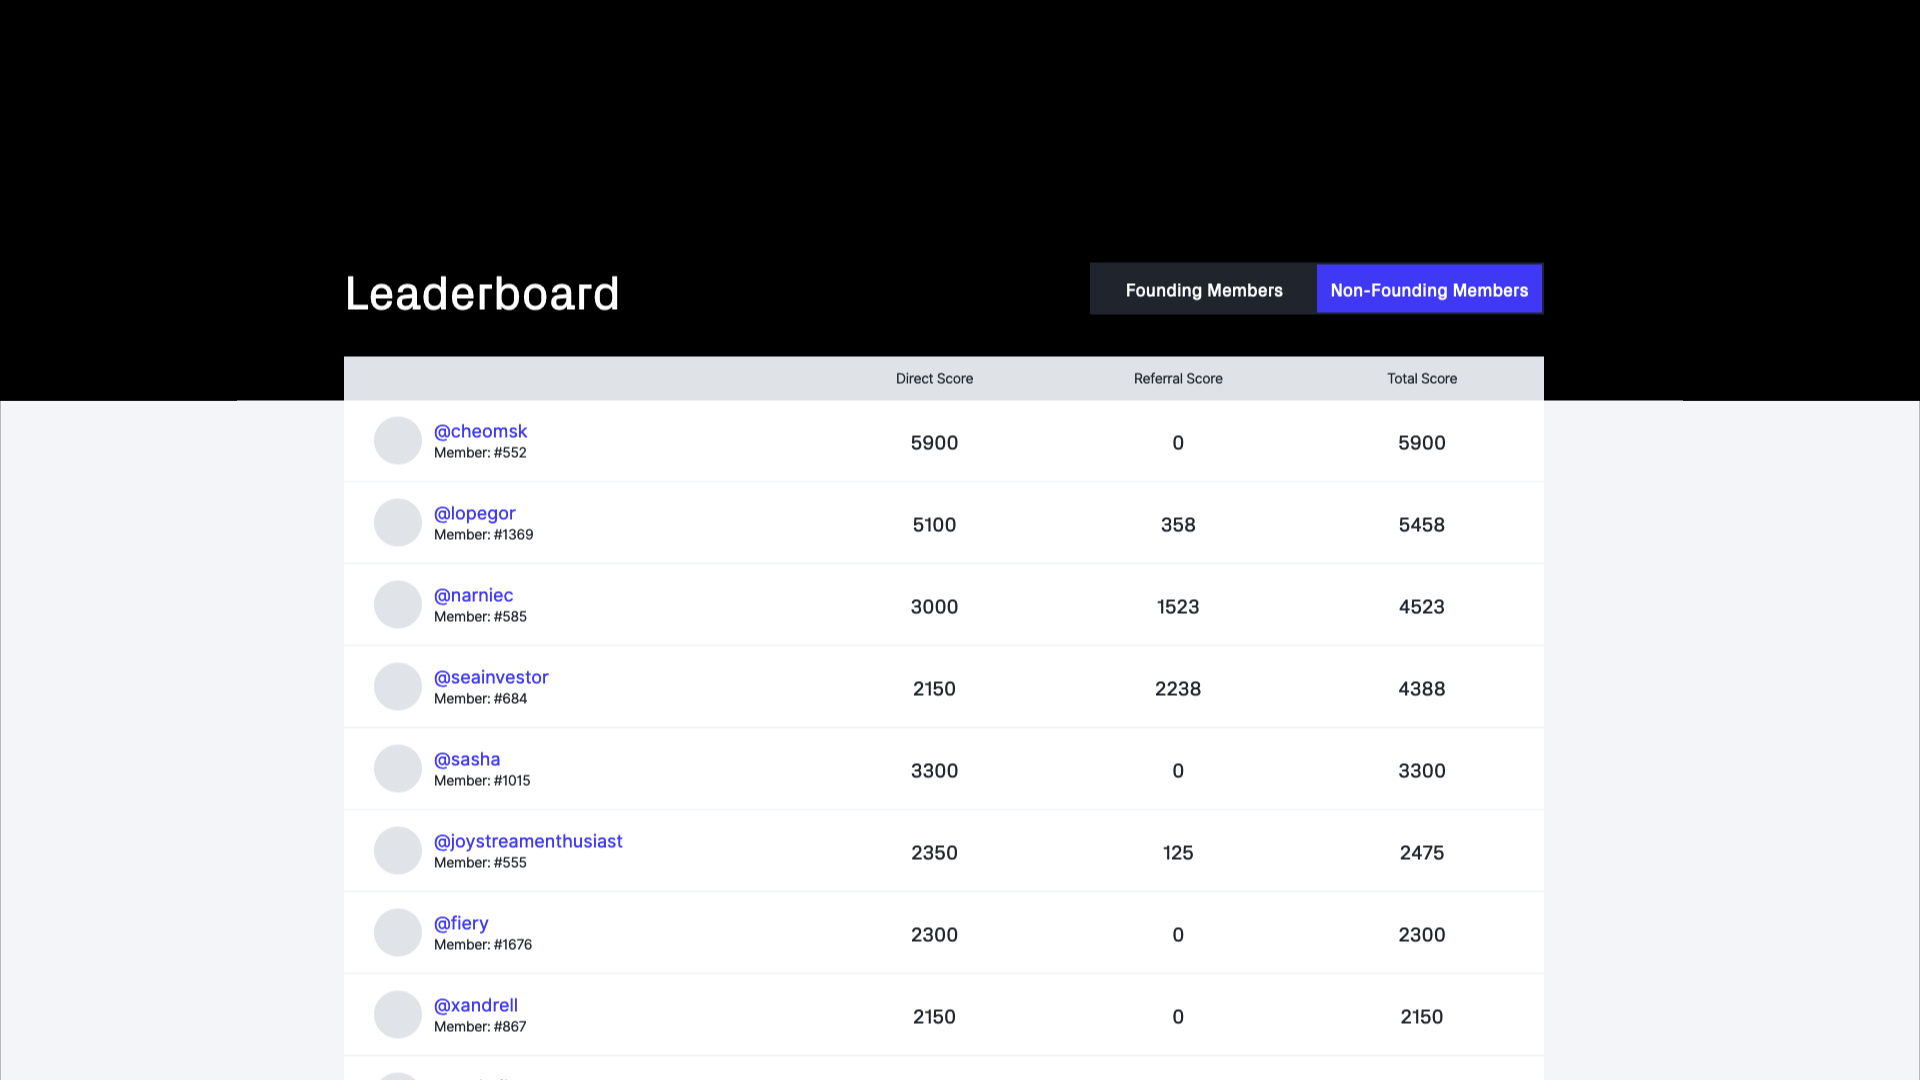 Leaderboard
Founding Members
Non-Founding Members
Direct Score
Referral Score
Total Score
@cheomsk
Member: #552
5900
0
5900
@lopegor
Member: #1369
5100
358
5458
@narniec
Member: #585
3000
1523
4523
@seainvestor
Member: #684
2150
2238
4388
@sasha
Member: #1015
3300
0
3300
@joystreamenthusiast
Member: #555
2350
125
2475
@fiery
Member: #1676
2300
0
2300
@xandrell
Member: #867
2150
0
2150